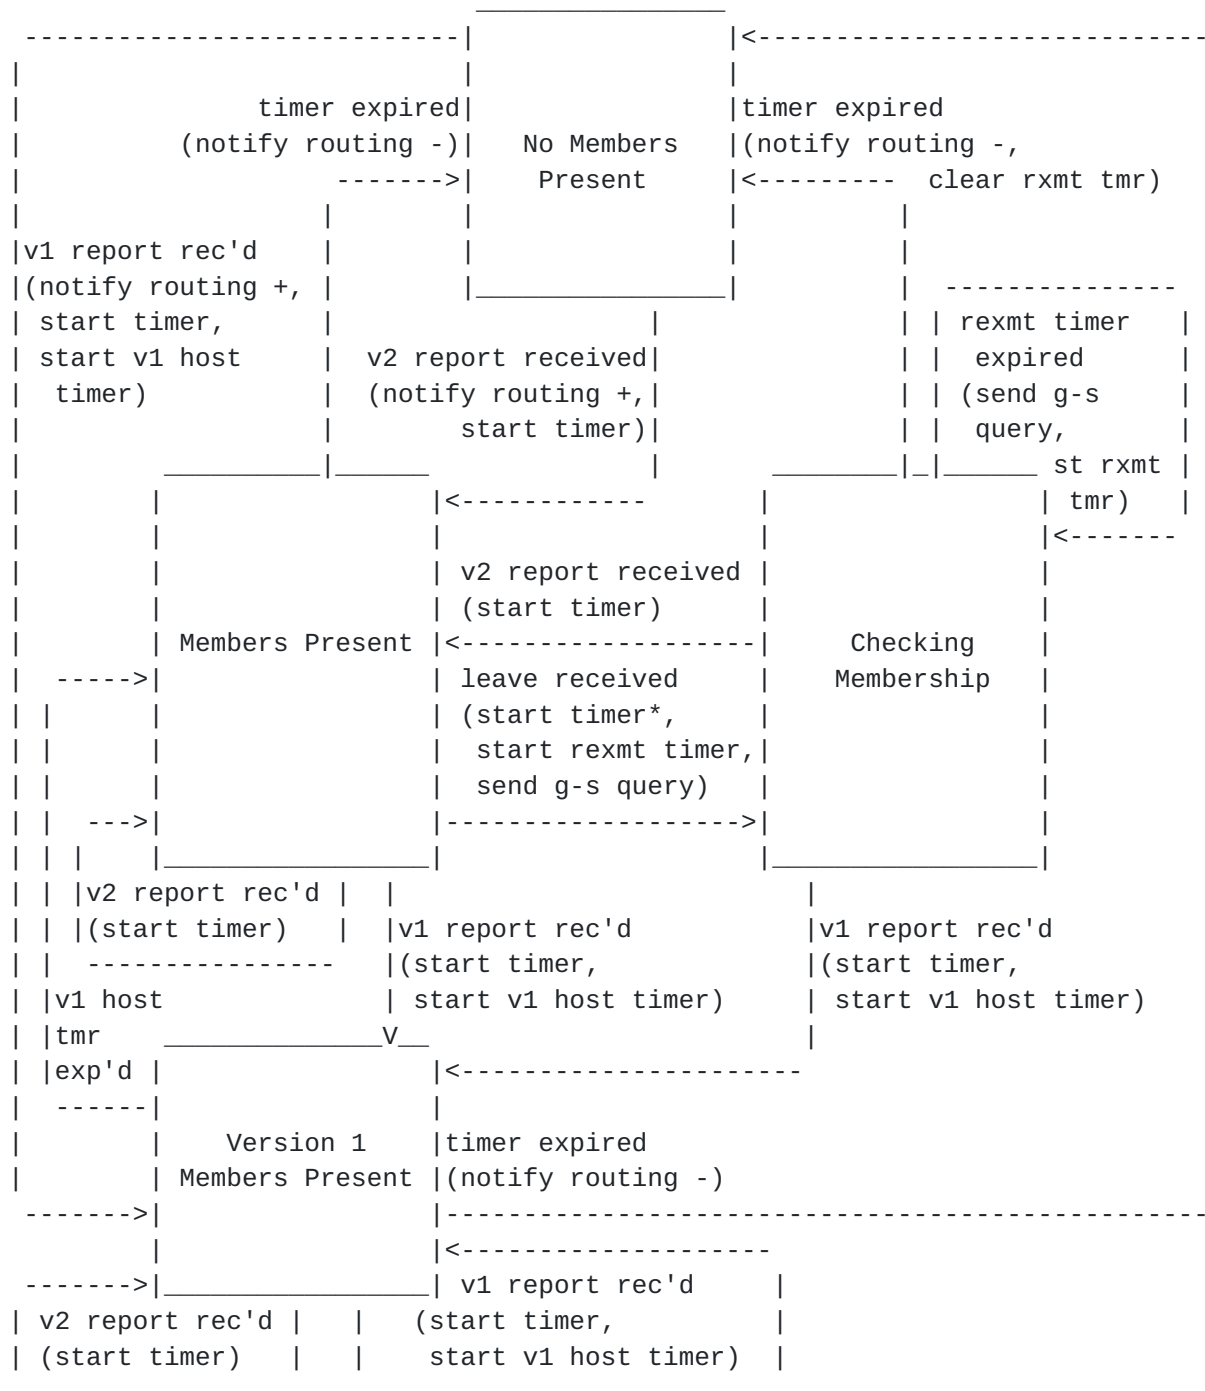 timer expired| |timer expired
(notify routing -)| No Members |(notify routing -,
------->| Present |<--------- clear rxmt tmr)
|v1 report rec'd
|(notify routing +, |
| start timer, | | | rexmt timer |
| start v1 host | v2 report received| | | expired |
| timer) | (notify routing +,| | | (send g-s |
| | start timer)| | | query, |
st rxmt |
| tmr) |
| v2 report received |
| (start timer) |
| Members Present |<-------------------| Checking |
| ----->| | leave received | Membership |
| (start timer*, |
| start rexmt timer,|
| send g-s query) |
| | |v2 report rec'd | | |
| | |(start timer) | |v1 report rec'd |v1 report rec'd
| | ---------------- |(start timer, |(start timer,
| |v1 host | start v1 host timer) | start v1 host timer)
| |tmr ______________V__ |
| |exp'd | |<----------------------
| | Version 1 |timer expired
| | Members Present |(notify routing -)
------->|_________________| v1 report rec'd |
| v2 report rec'd | | (start timer, |
| (start timer) | | start v1 host timer) |